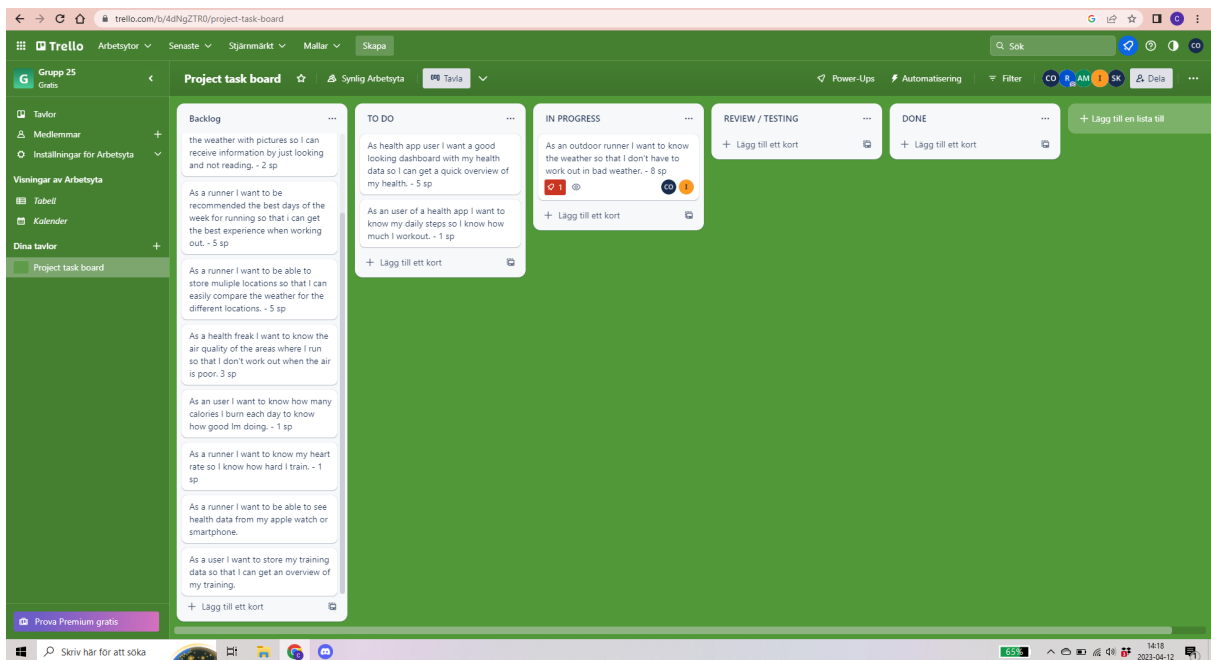 trello.com/b/4dNgZTR0/project-task-board
Trello Arbetsytor Senaste Stjärnmärkt Mallar Skapa Sök CO
G Grupp 25
Gratis
Project task board Synlig Arbetsyta Tavla Power-Ups Automatisering Filter CO R AM I SK Dela
Tavlor
Medlemmar
Inställningar för Arbetsyta
Visningar av Arbetsyta
Tabell
Kalender
Dina tavlor
Project task board
Prova Premium gratis
Backlog
the weather with pictures so I can
receive information by just looking
and not reading. - 2 sp
As a runner I want to be
recommended the best days of the
week for running so that i can get
the best experience when working
out. - 5 sp
As a runner I want to be able to
store muliple locations so that I can
easily compare the weather for the
different locations. - 5 sp
As a health freak I want to know the
air quality of the areas where I run
so that I don't work out when the air
is poor. 3 sp
As an user I want to know how many
calories I burn each day to know
how good Im doing. - 1 sp
As a runner I want to know my heart
rate so I know how hard I train. - 1
sp
As a runner I want to be able to see
health data from my apple watch or
smartphone.
As a user I want to store my training
data so that I can get an overview of
my training.
+ Lägg till ett kort
TO DO
As health app user I want a good
looking dashboard with my health
data so I can get a quick overview of
my health. - 5 sp
As an user of a health app I want to
know my daily steps so I know how
much I workout. - 1 sp
+ Lägg till ett kort
IN PROGRESS
As an outdoor runner I want to know
the weather so that I don't have to
work out in bad weather. - 8 sp
1 CO I
+ Lägg till ett kort
REVIEW / TESTING
+ Lägg till ett kort
DONE
+ Lägg till ett kort
+ Lägg till en lista till
Skriv här för att söka
65%
14:18
2023-04-12